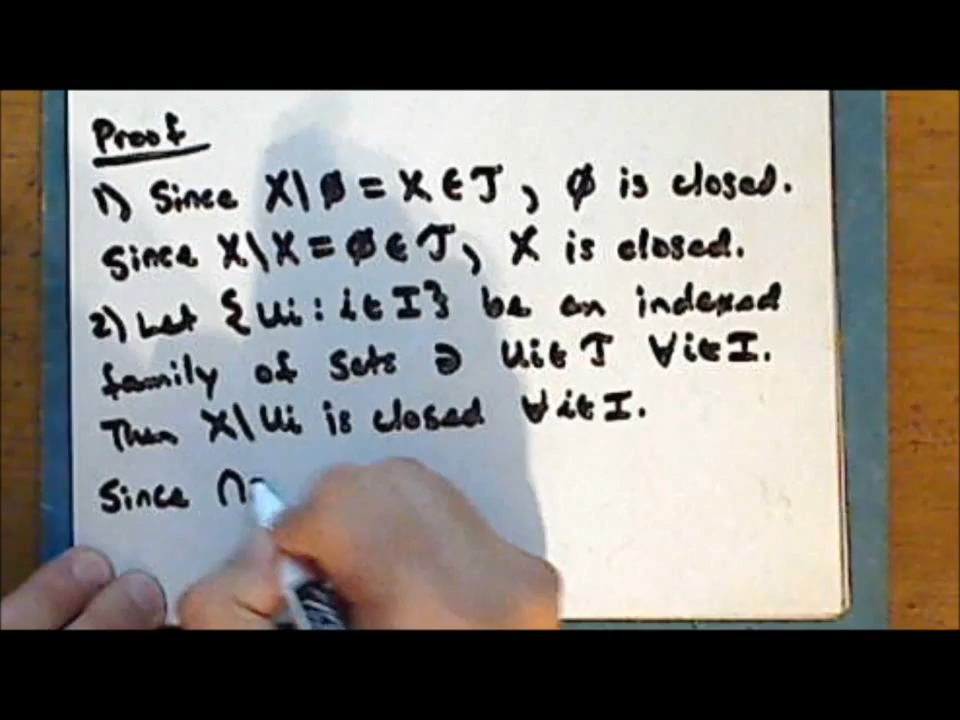 Proof
1) Since X\∅ = X ∈ T, ∅ is closed.
Since X\X = ∅ ∈ T, X is closed.
2) Let {Ui : i ∈ I} be an indexed
family of sets ∋ Ui ∈ T ∀i ∈ I.
Then X\Ui is closed ∀i ∈ I.
Since ∩